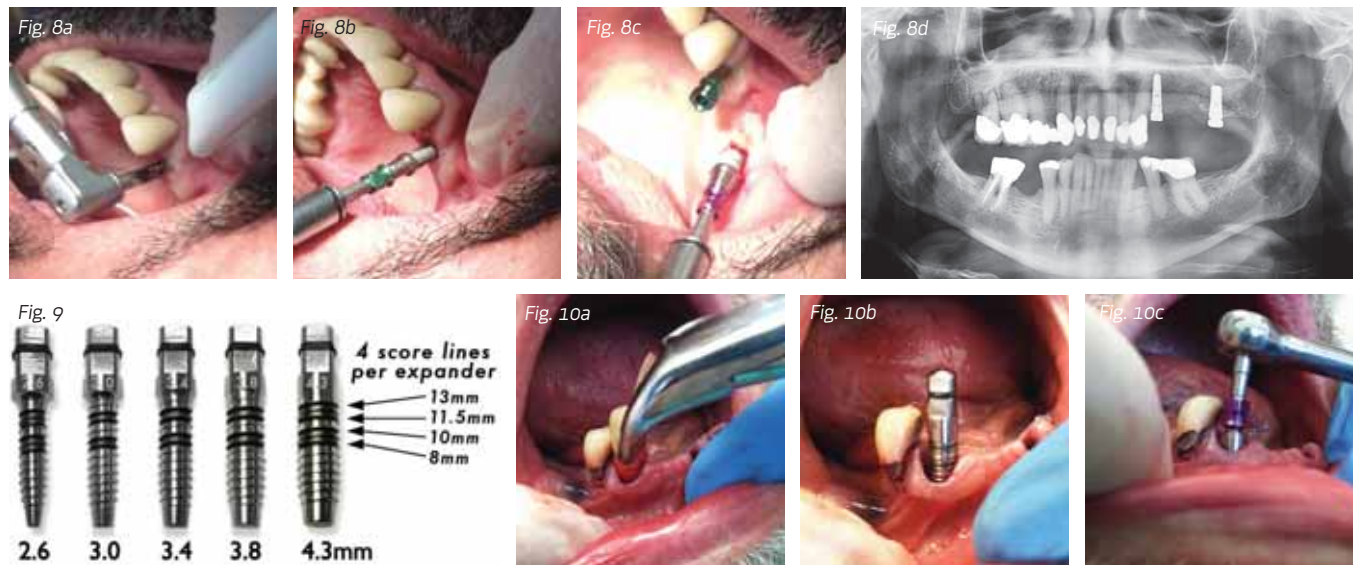 Fig. 8a
Fig. 8b
Fig. 8c
Fig. 8d
Fig. 9
4 score lines
per expander
13mm
11.5mm
10mm
8mm
2.6
3.0
3.4
3.8
4.3mm
Fig. 10a
Fig. 10b
Fig. 10c